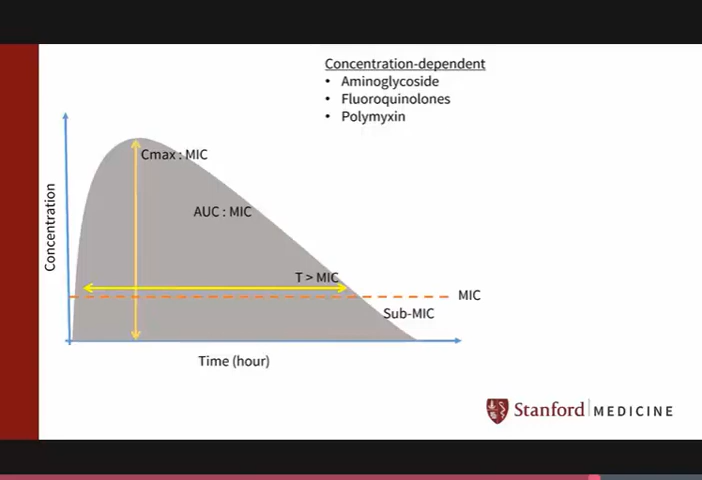 Concentration-dependent
• Aminoglycoside
• Fluoroquinolones
• Polymyxin
Cmax : MIC
AUC : MIC
Concentration
T > MIC
MIC
Sub-MIC
Time (hour)
Stanford MEDICINE